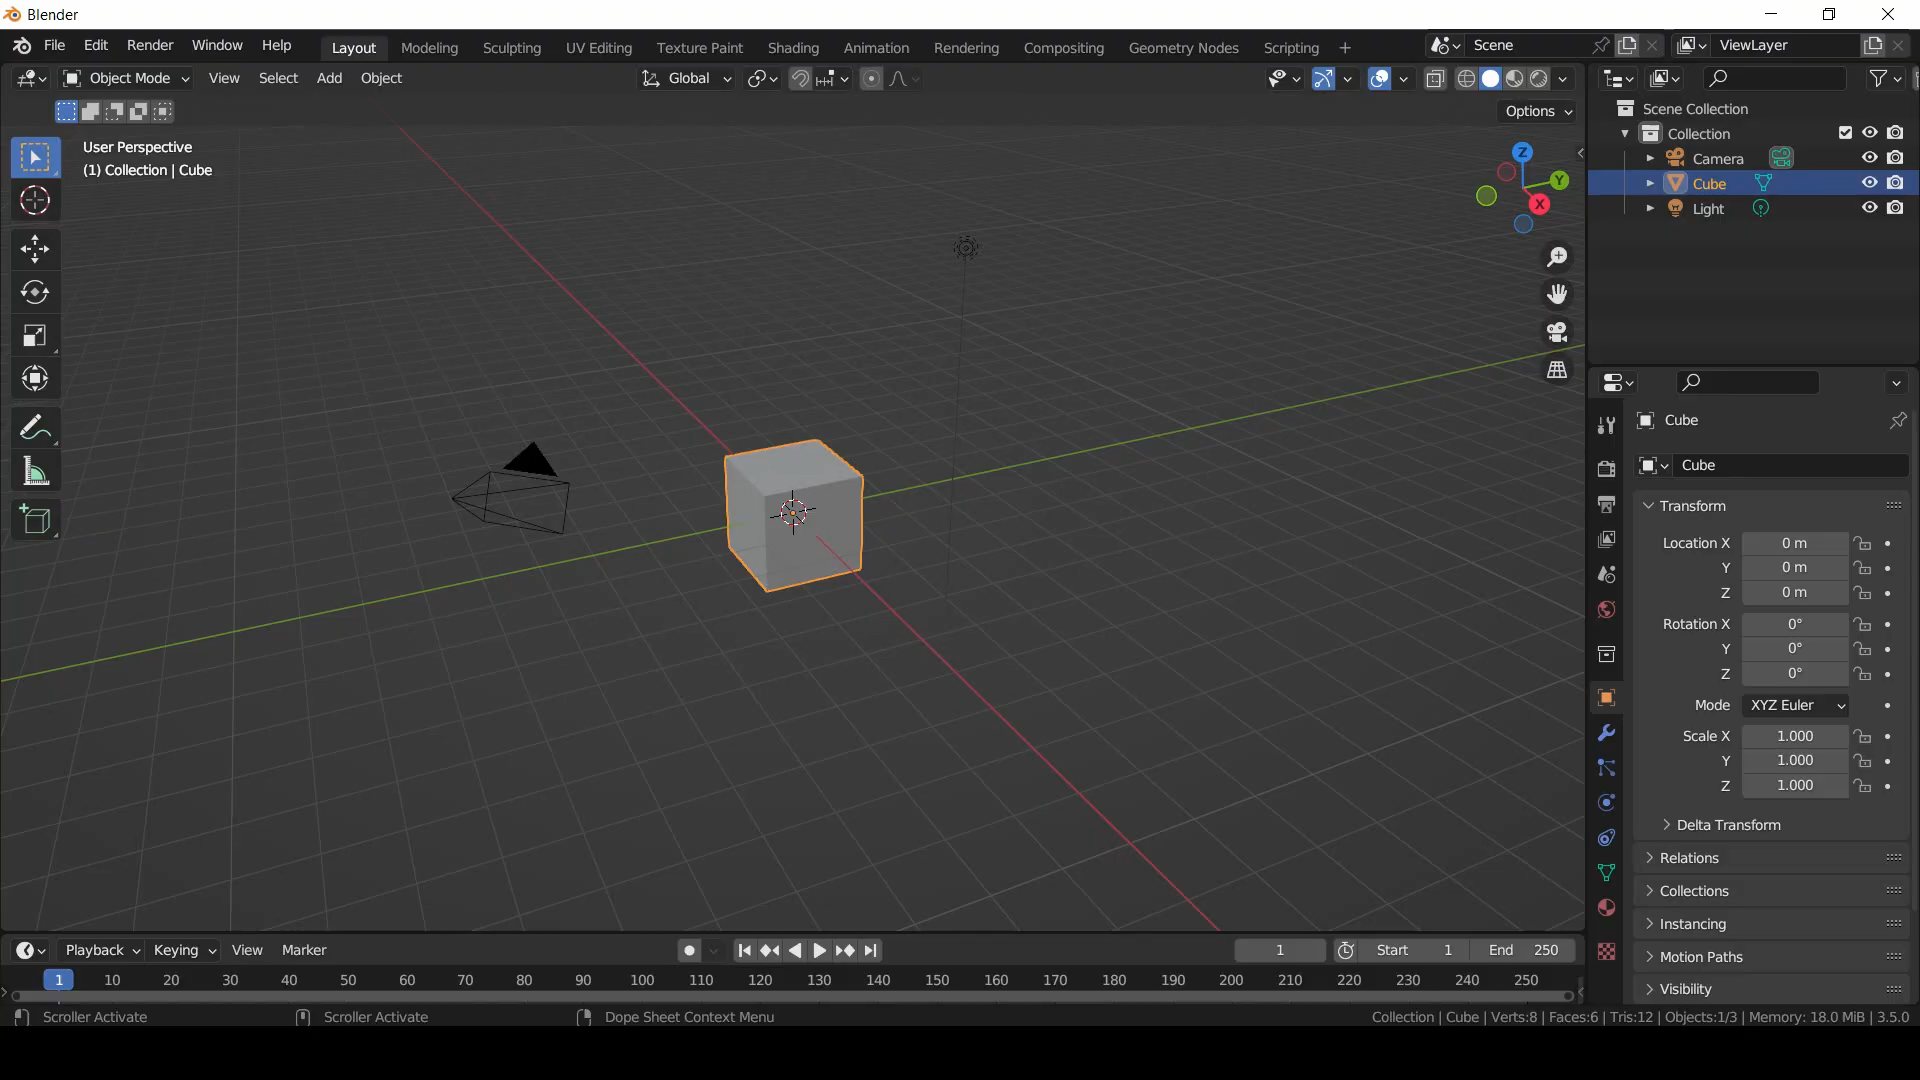 Blender
File Edit Render Window Help Layout Modeling Sculpting UV Editing Texture Paint Shading Animation Rendering Compositing Geometry Nodes Scripting + Scene ViewLayer
Object Mode View Select Add Object Global
Options
User Perspective
(1) Collection | Cube
Z
Y
X
Scene Collection
Collection
Camera
Cube
Light
Cube
Cube
Transform
Location X 0 m
Y 0 m
Z 0 m
Rotation X 0°
Y 0°
Z 0°
Mode XYZ Euler
Scale X 1.000
Y 1.000
Z 1.000
Delta Transform
Relations
Collections
Instancing
Motion Paths
Visibility
Playback Keying View Marker 1 Start 1 End 250
1 10 20 30 40 50 60 70 80 90 100 110 120 130 140 150 160 170 180 190 200 210 220 230 240 250
Scroller Activate Scroller Activate Dope Sheet Context Menu Collection | Cube | Verts:8 | Faces:6 | Tris:12 | Objects:1/3 | Memory: 18.0 MiB | 3.5.0